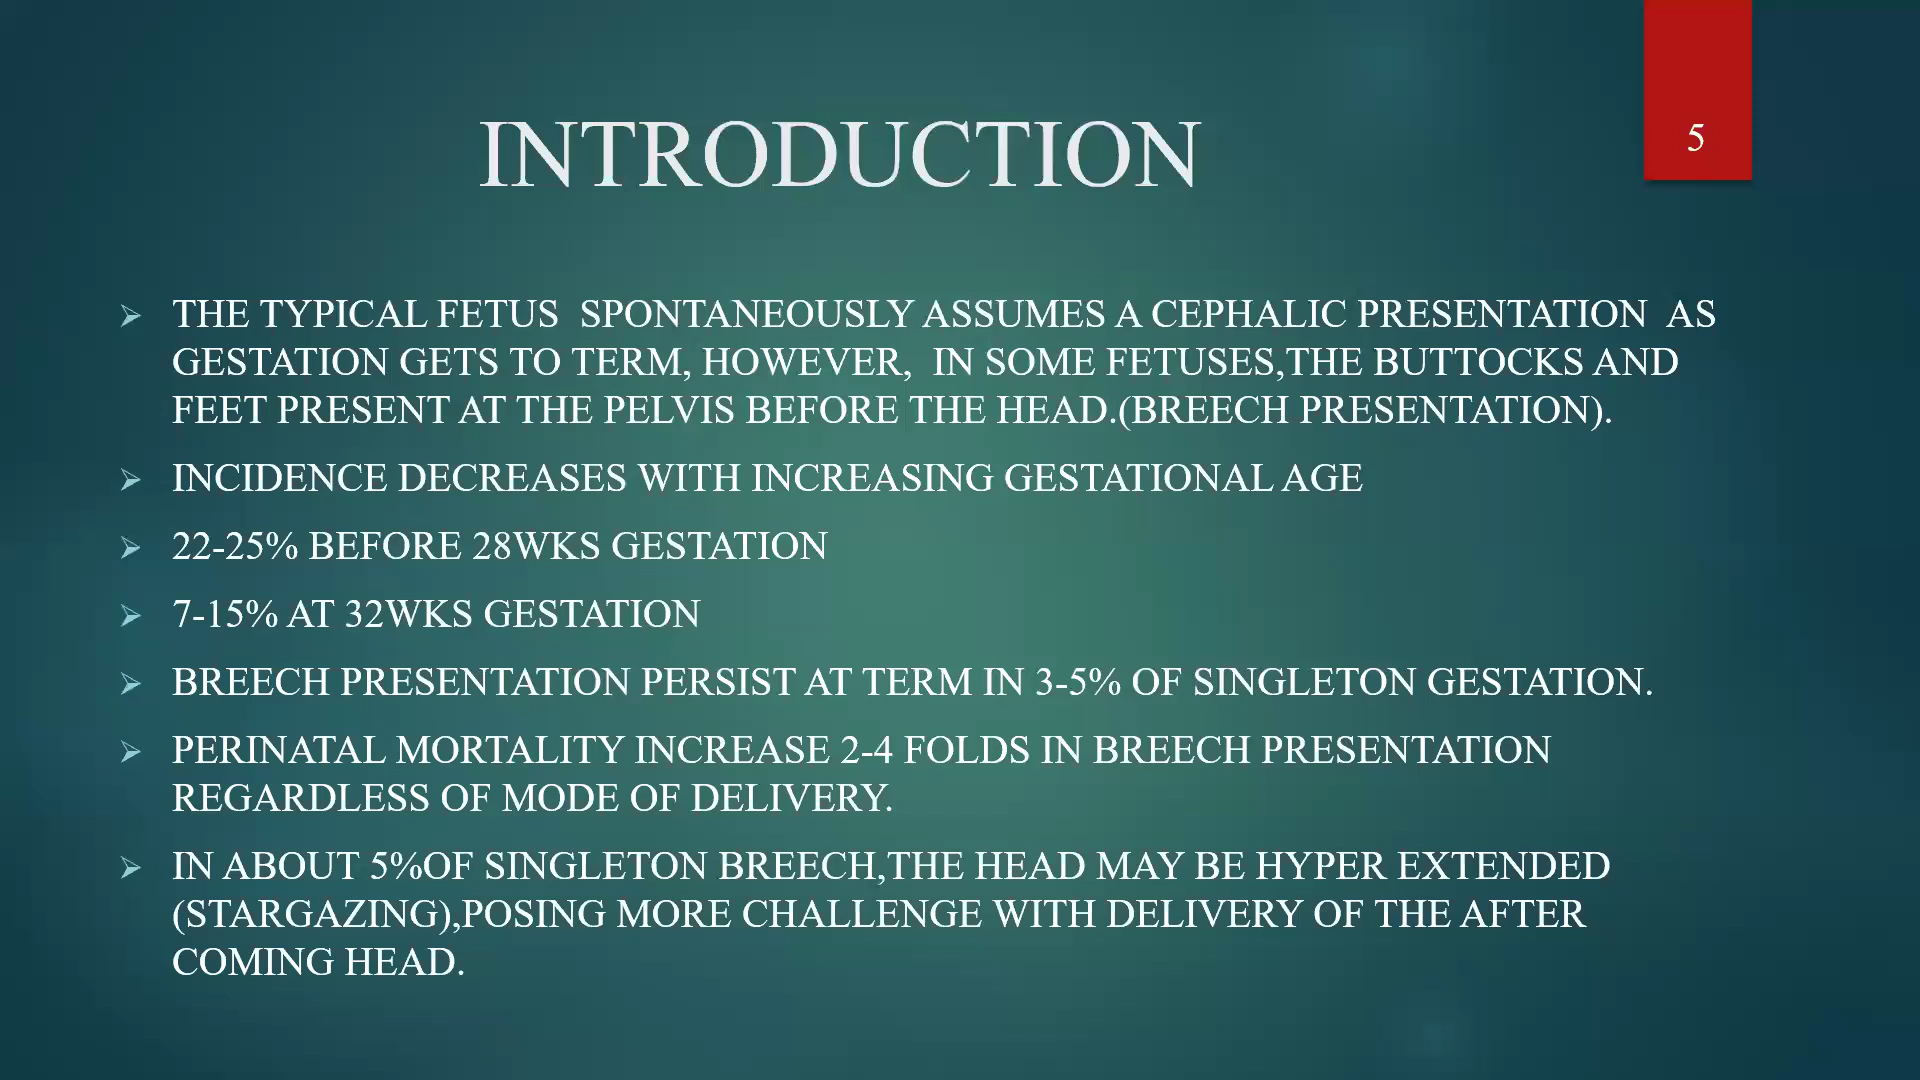 INTRODUCTION
5
THE TYPICAL FETUS  SPONTANEOUSLY ASSUMES A CEPHALIC PRESENTATION  AS
GESTATION GETS TO TERM, HOWEVER,  IN SOME FETUSES,THE BUTTOCKS AND
FEET PRESENT AT THE PELVIS BEFORE THE HEAD.(BREECH PRESENTATION).
INCIDENCE DECREASES WITH INCREASING GESTATIONAL AGE
22-25% BEFORE 28WKS GESTATION
7-15% AT 32WKS GESTATION
BREECH PRESENTATION PERSIST AT TERM IN 3-5% OF SINGLETON GESTATION.
PERINATAL MORTALITY INCREASE 2-4 FOLDS IN BREECH PRESENTATION
REGARDLESS OF MODE OF DELIVERY.
IN ABOUT 5%OF SINGLETON BREECH,THE HEAD MAY BE HYPER EXTENDED
(STARGAZING),POSING MORE CHALLENGE WITH DELIVERY OF THE AFTER
COMING HEAD.